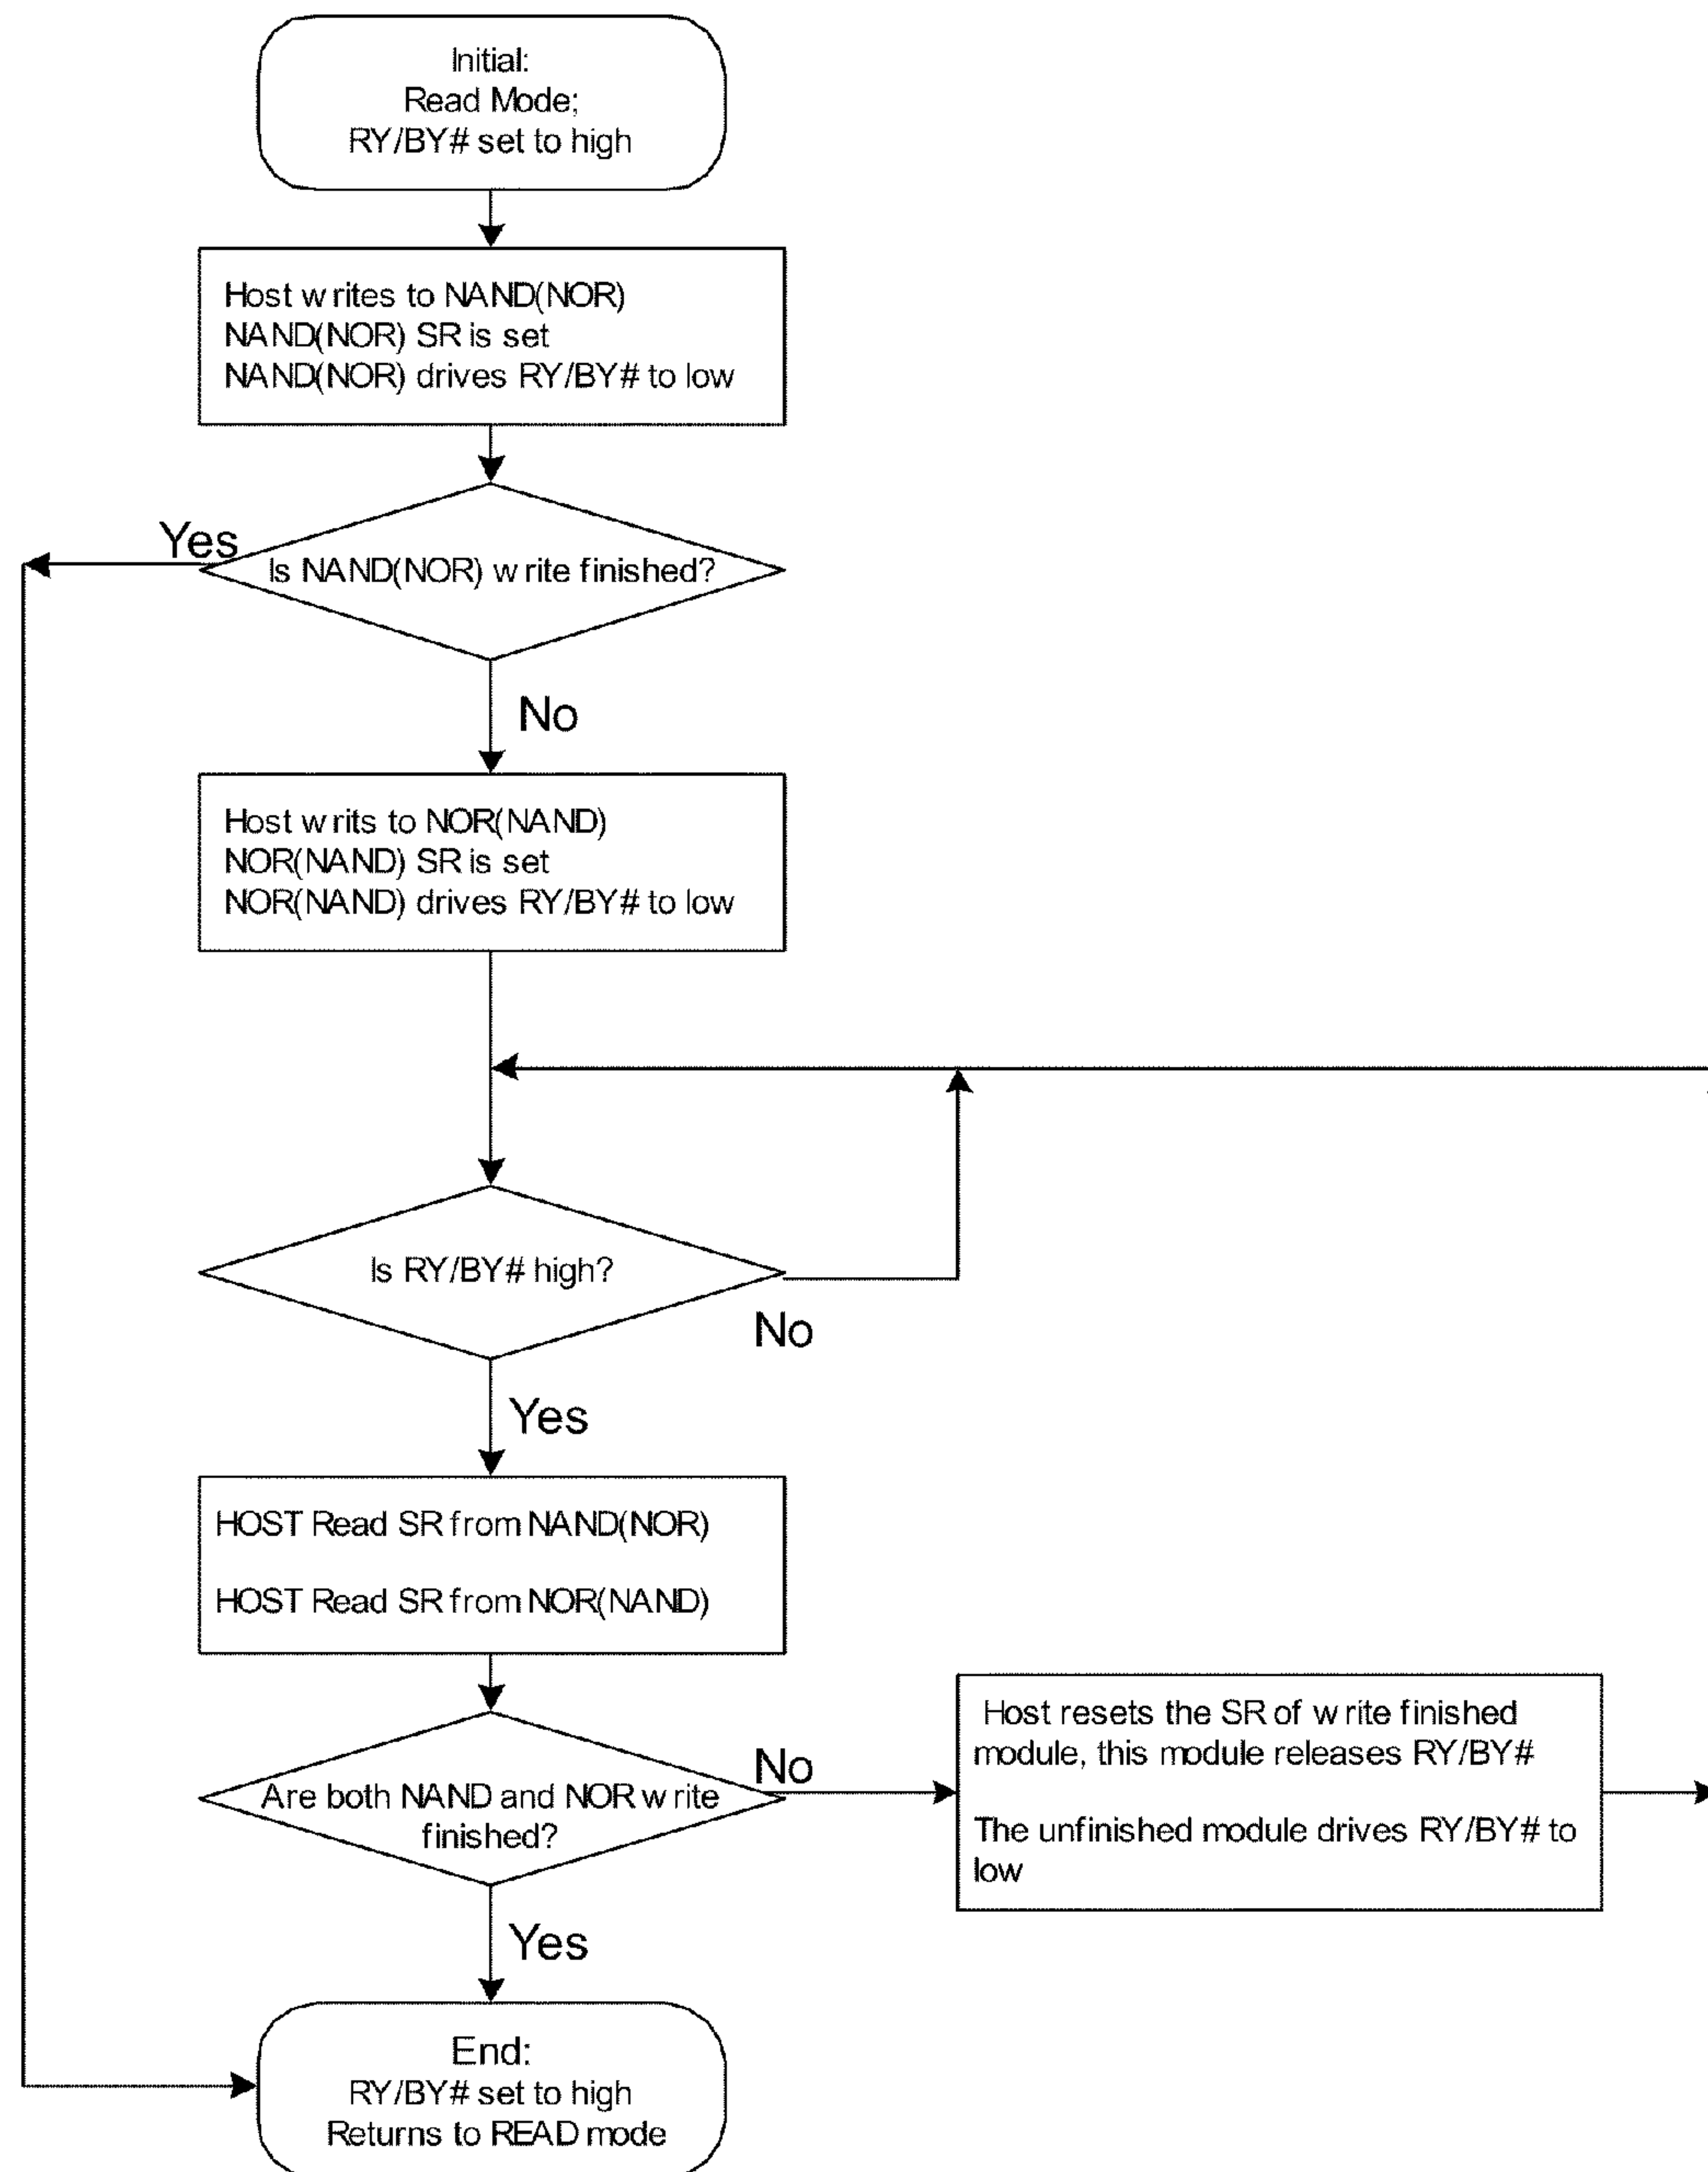 Initial:
Read Mode;
RY/BY# set to high
Host writes to NAND(NOR)
NAND(NOR) SR is set
NAND(NOR) drives RY/BY# to low
Yes
Is NAND(NOR) write finished?
No
Host writs to NOR(NAND)
NOR(NAND) SR is set
NOR(NAND) drives RY/BY# to low
Is RY/BY# high?
No
Yes
HOST Read SR from NAND(NOR)
HOST Read SR from NOR(NAND)
Are both NAND and NOR write
finished?
No
Host resets the SR of write finished
module, this module releases RY/BY#
The unfinished module drives RY/BY# to
low
Yes
End:
RY/BY# set to high
Returns to READ mode